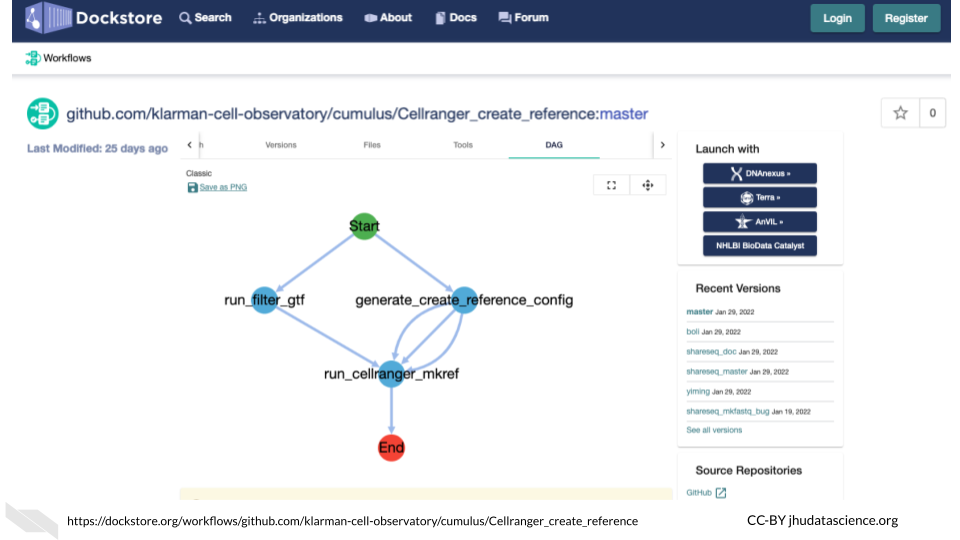 Dockstore Search Organizations About Docs Forum Login Register
Workflows
github.com/klarman-cell-observatory/cumulus/Cellranger_create_reference:master
0
Last Modified: 25 days ago
h Versions Files Tools DAG
Classic
Save as PNG
Start
run_filter_gtf
generate_create_reference_config
run_cellranger_mkref
End
Launch with
DNAnexus »
Terra »
AnVIL »
NHLBI BioData Catalyst
Recent Versions
master Jan 29, 2022
boli Jan 29, 2022
shareseq_doc Jan 29, 2022
shareseq_master Jan 29, 2022
yiming Jan 29, 2022
shareseq_mkfastq_bug Jan 19, 2022
See all versions
Source Repositories
GitHub
https://dockstore.org/workflows/github.com/klarman-cell-observatory/cumulus/Cellranger_create_reference
CC-BY jhudatascience.org